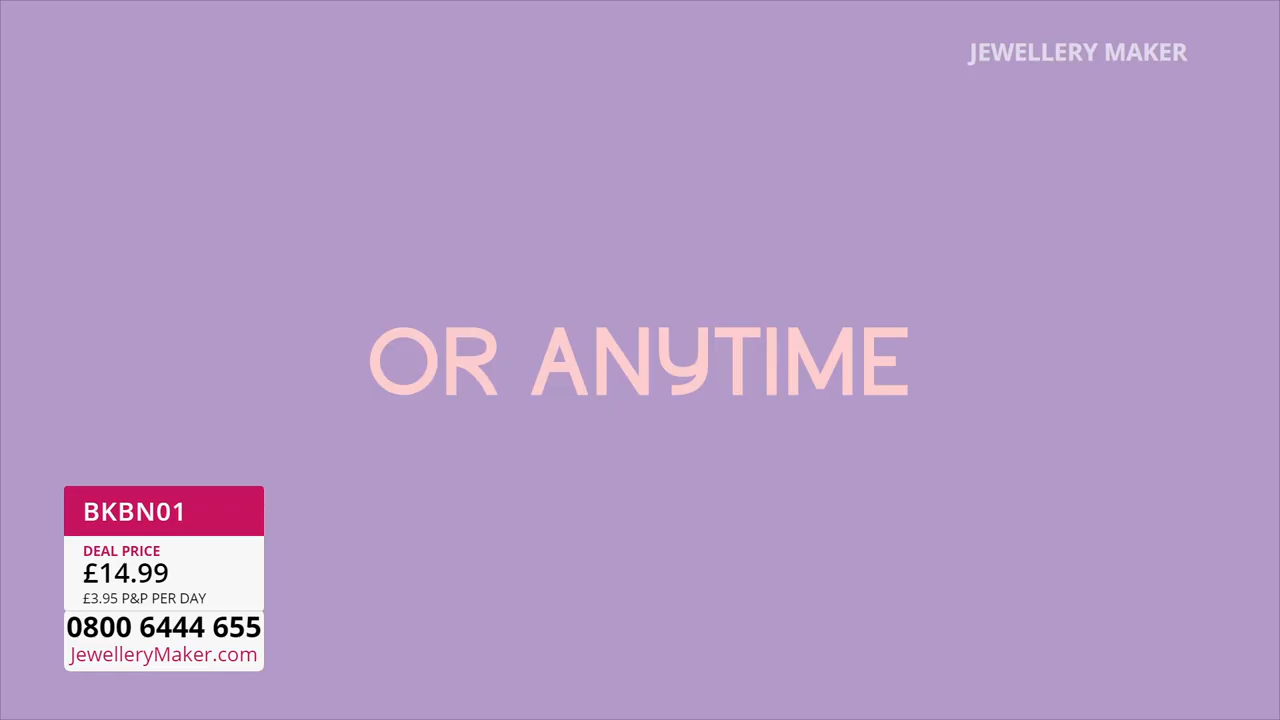 JEWELLERY MAKER
OR ANYTIME
BKBN01
DEAL PRICE
£14.99
£3.95 P&P PER DAY
0800 6444 655
JewelleryMaker.com